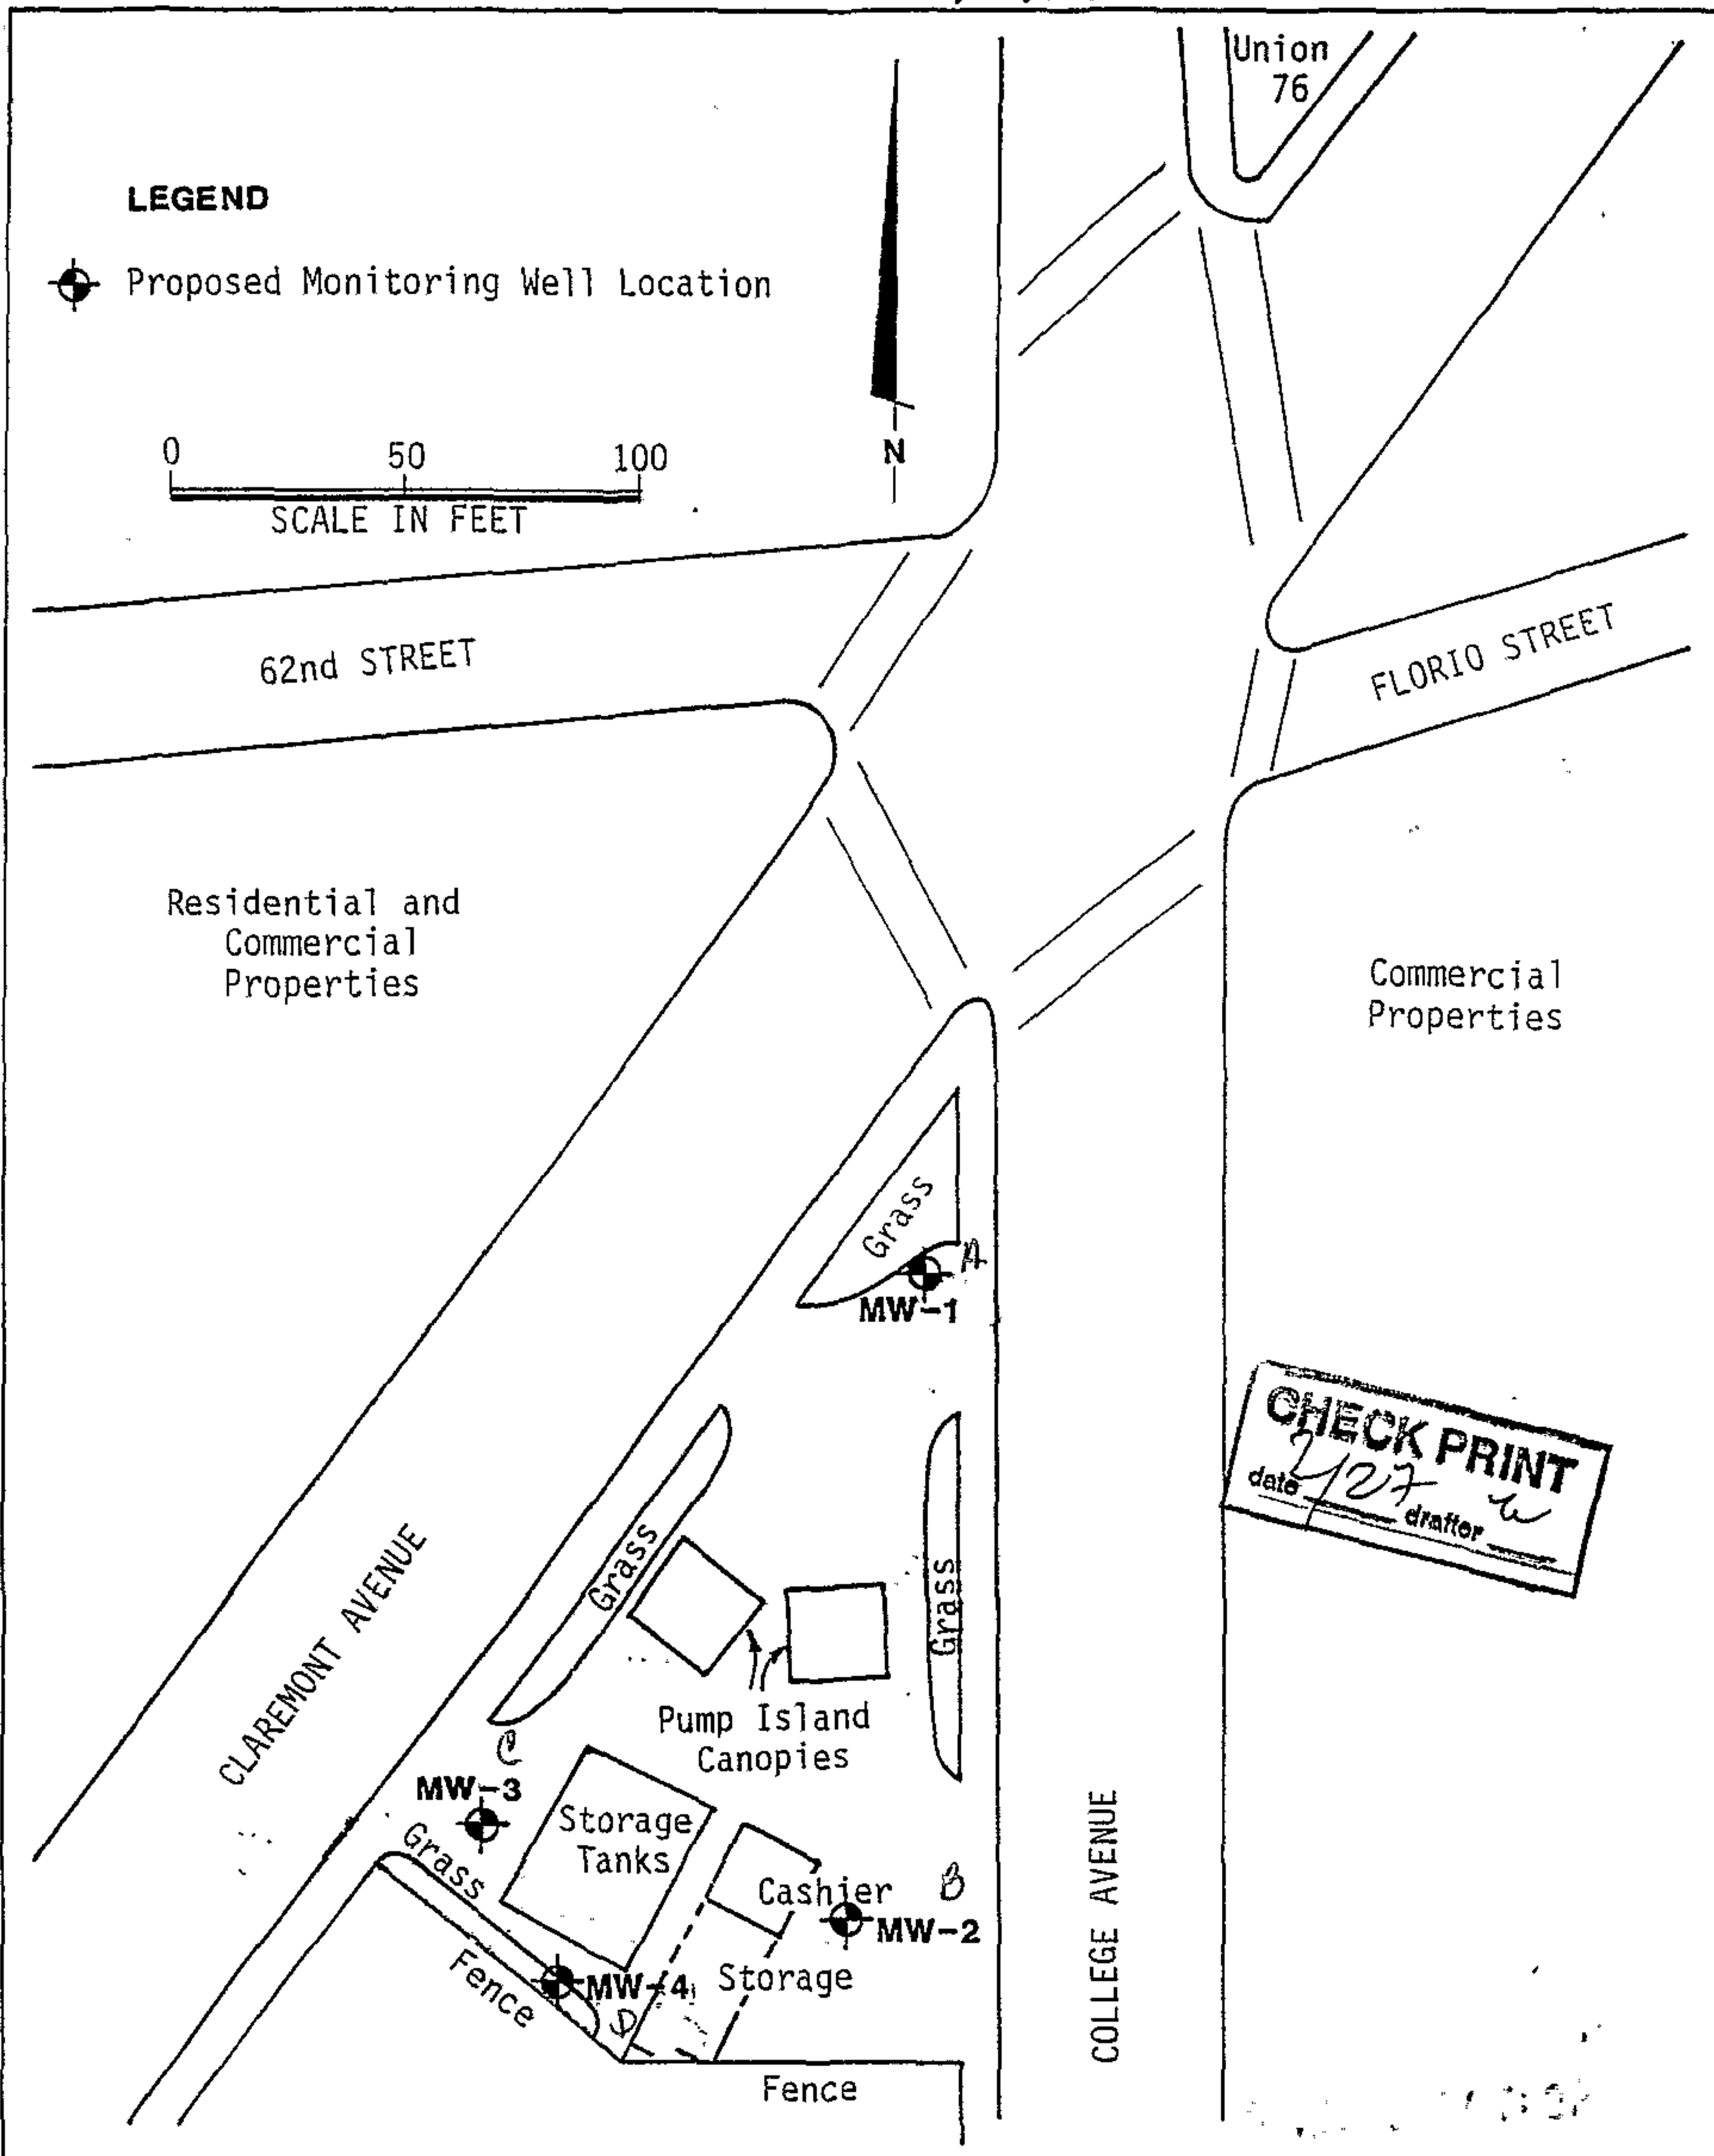 Union
76
LEGEND
Proposed Monitoring Well Location
0 50 100
SCALE IN FEET
N
62nd STREET
FLORIO STREET
Residential and
Commercial
Properties
Commercial
Properties
Grass
A
MW-1
CHECK PRINT
date 2/27 drafter
Grass
Grass
CLAREMONT AVENUE
Pump Island
Canopies
C
MW-3
Storage
Tanks
Grass
Cashier
B
MW-2
COLLEGE AVENUE
Fence
MW-4
Storage
D
Fence